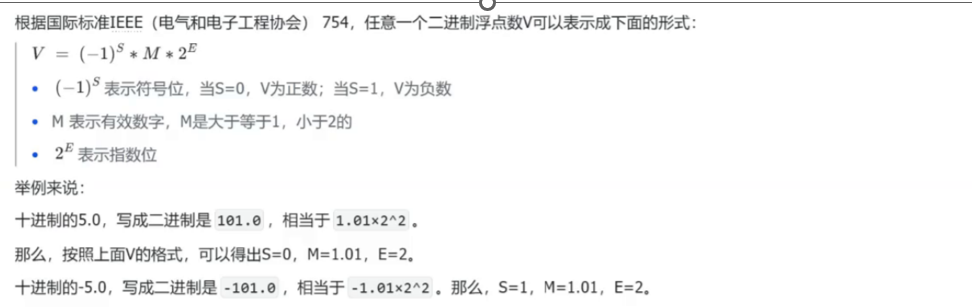 根据国际标准IEEE（电气和电子工程协会） 754，任意一个二进制浮点数V可以表示成下面的形式：
V = (−1)^S ∗ M ∗ 2^E
• (−1)^S 表示符号位，当S=0，V为正数；当S=1，V为负数
• M 表示有效数字，M是大于等于1，小于2的
• 2^E 表示指数位
举例来说：
十进制的5.0，写成二进制是 101.0 ，相当于 1.01×2^2 。
那么，按照上面V的格式，可以得出S=0，M=1.01，E=2。
十进制的-5.0，写成二进制是 -101.0 ，相当于 -1.01×2^2 。那么，S=1，M=1.01，E=2。